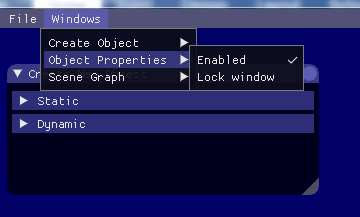 File Windows
Create Object
Object Properties
Scene Graph
Enabled
Lock window
Static
Dynamic